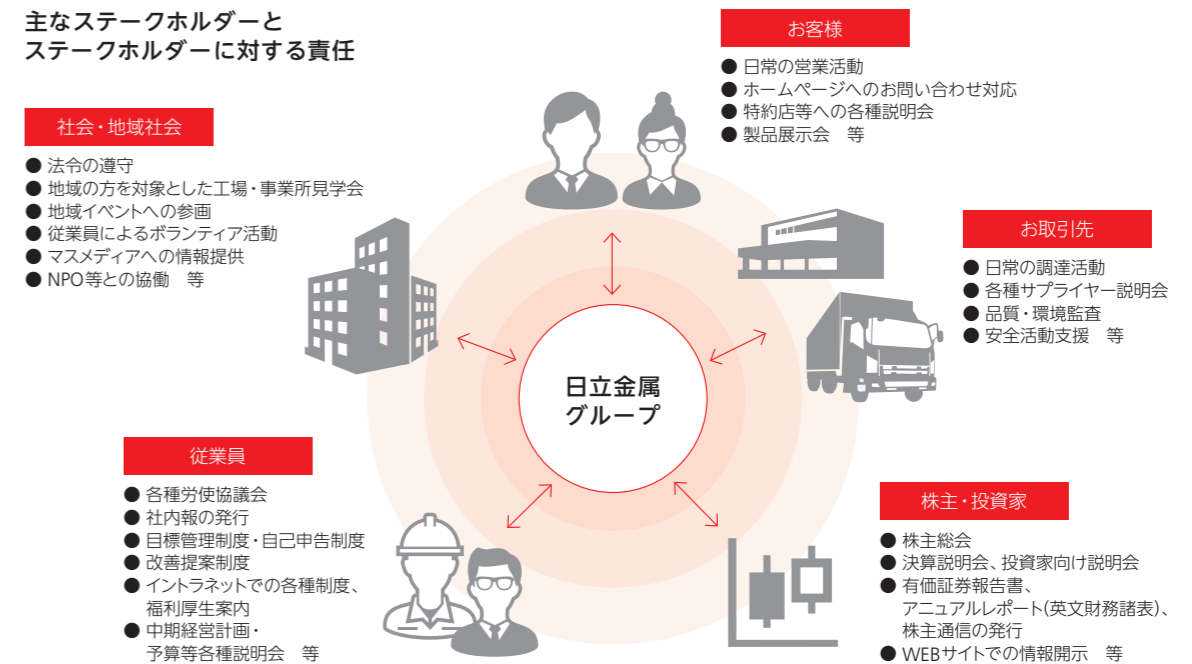 主なステークホルダーと
ステークホルダーに対する責任
お客様
● 日常の営業活動
● ホームページへのお問い合わせ対応
● 特約店等への各種説明会
● 製品展示会　等
社会・地域社会
● 法令の遵守
● 地域の方を対象とした工場・事業所見学会
● 地域イベントへの参画
● 従業員によるボランティア活動
● マスメディアへの情報提供
● NPO等との協働　等
お取引先
● 日常の調達活動
● 各種サプライヤー説明会
● 品質・環境監査
● 安全活動支援　等
日立金属
グループ
従業員
● 各種労使協議会
● 社内報の発行
● 目標管理制度・自己申告制度
● 改善提案制度
● イントラネットでの各種制度、
福利厚生案内
● 中期経営計画・
予算等各種説明会　等
株主・投資家
● 株主総会
● 決算説明会、投資家向け説明会
● 有価証券報告書、
アニュアルレポート(英文財務諸表)、
株主通信の発行
● WEBサイトでの情報開示　等